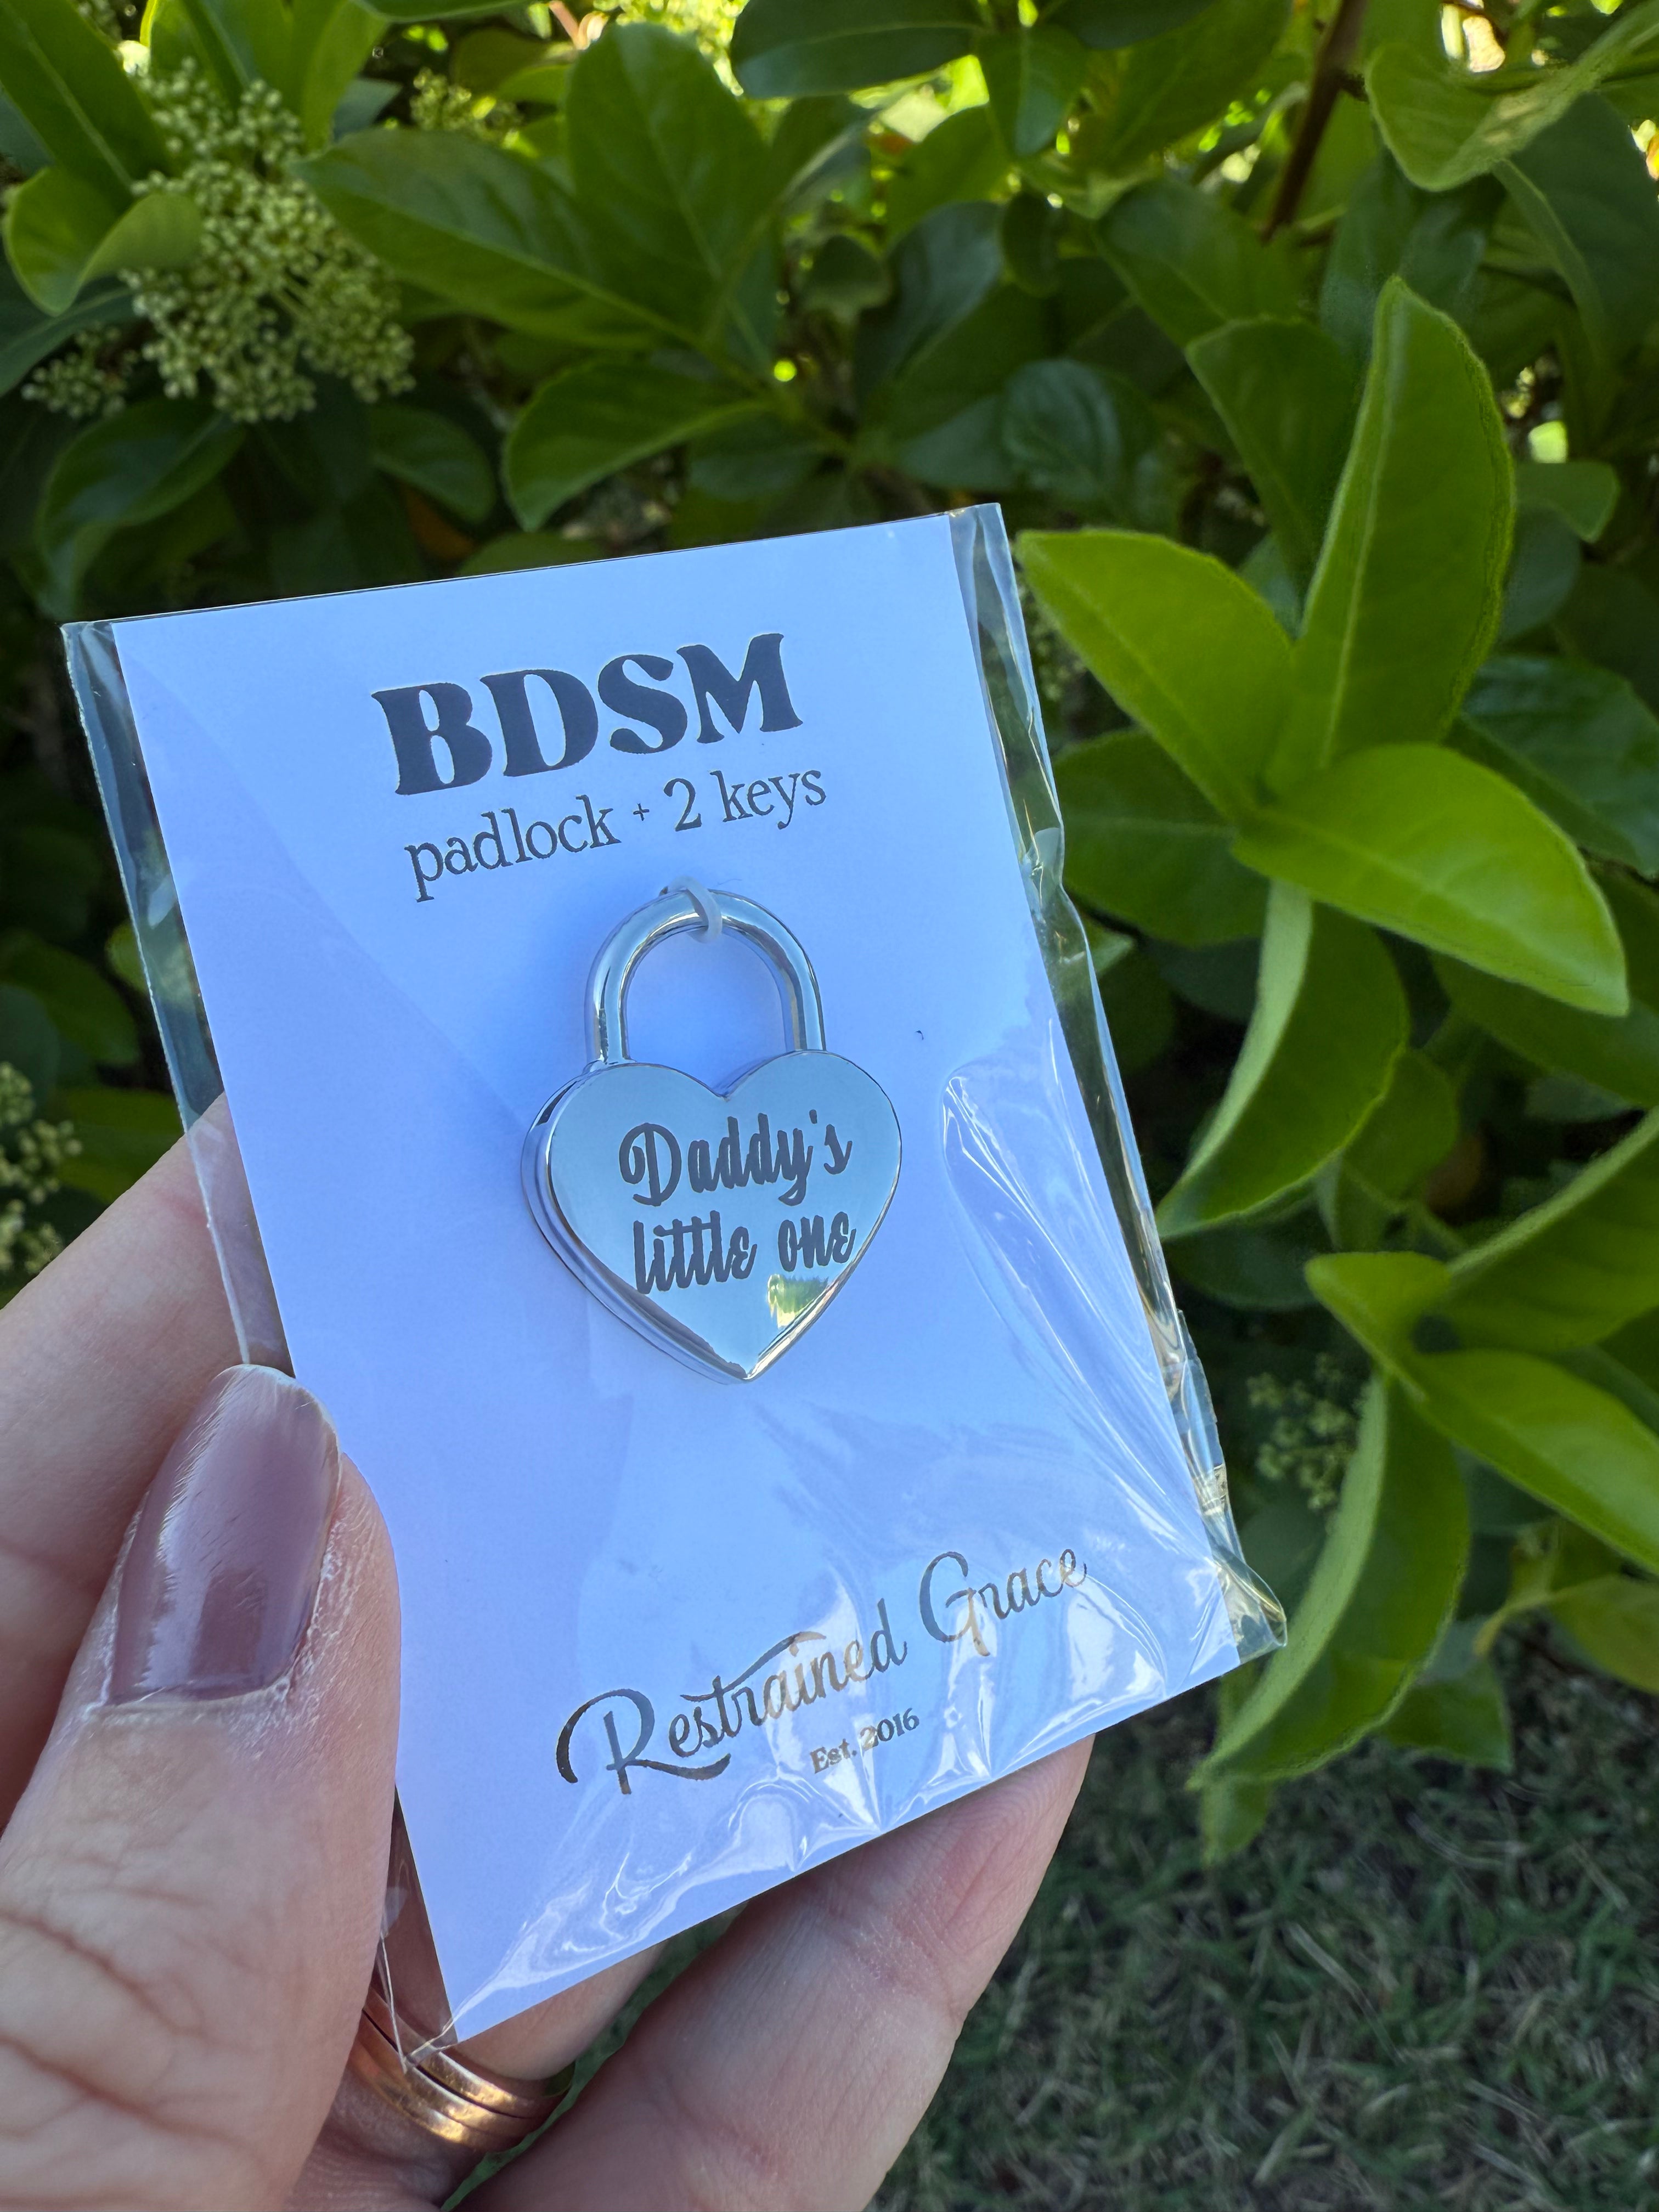 BDSM
padlock + 2 keys
Daddy's
little one
Restrained Grace
Est. 2016